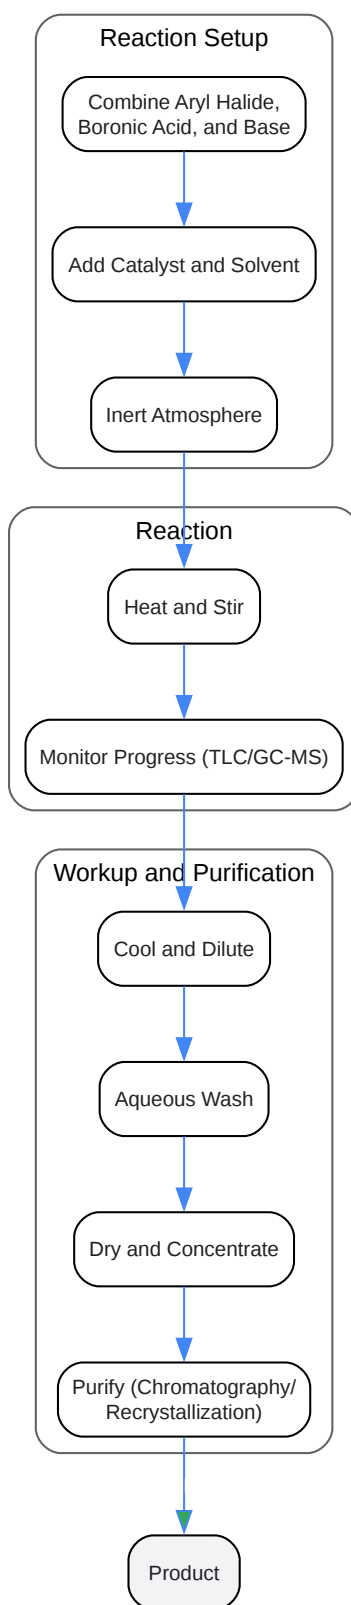 Reaction Setup
Combine Aryl Halide,
Boronic Acid, and Base
Add Catalyst and Solvent
Inert Atmosphere
Reaction
Heat and Stir
Monitor Progress (TLC/GC-MS)
Workup and Purification
Cool and Dilute
Aqueous Wash
Dry and Concentrate
Purify (Chromatography/
Recrystallization)
Product